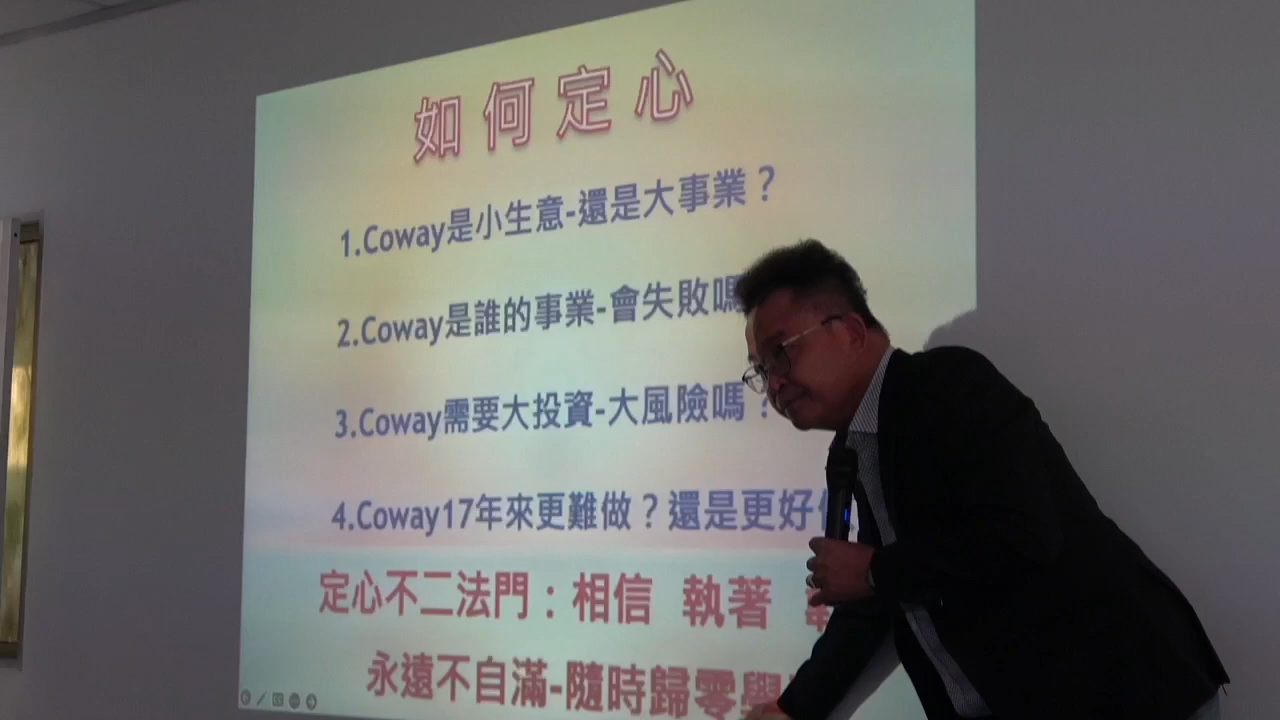 如何定心
1.Coway是小生意-還是大事業？
2.Coway是誰的事業-會失敗嗎
3.Coway需要大投資-大風險嗎？
4.Coway17年來更難做？還是更好
定心不二法門：相信 執著
永遠不自滿-隨時歸零學